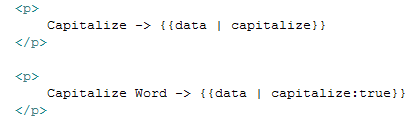 <p>
    Capitalize -> {{data | capitalize}}
</p>

<p>
    Capitalize Word -> {{data | capitalize:true}}
</p>